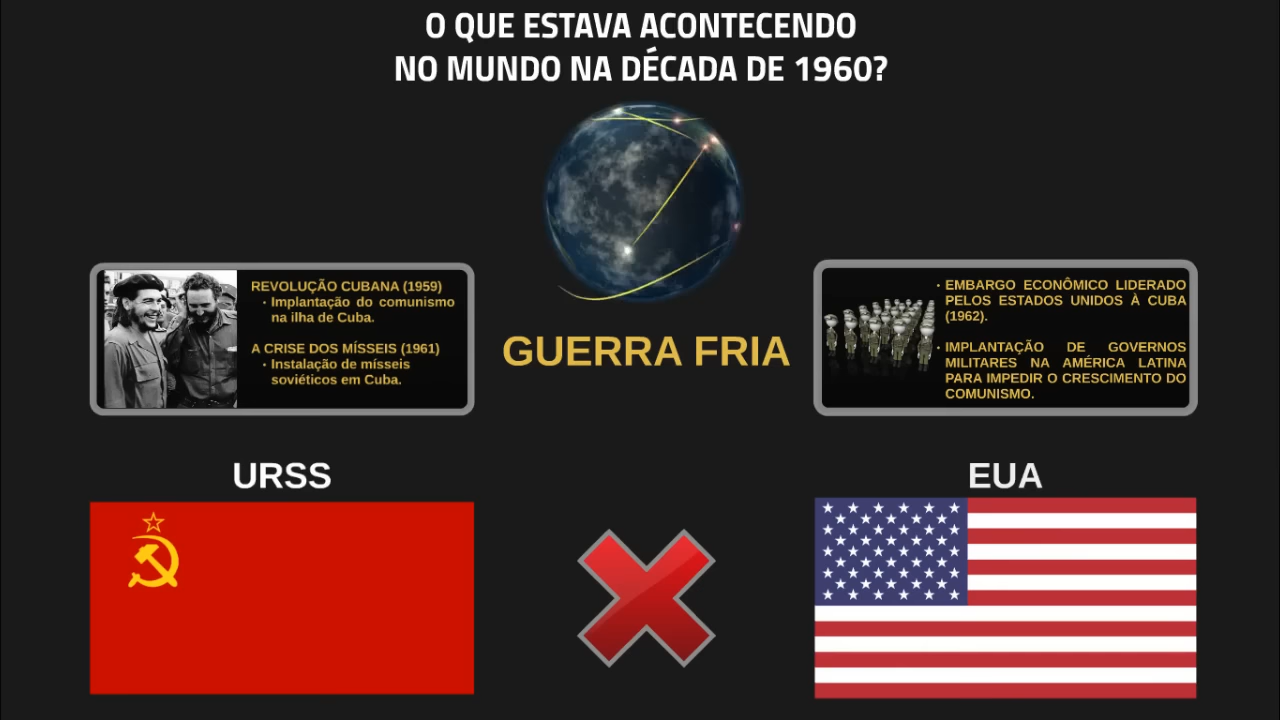 O QUE ESTAVA ACONTECENDO
NO MUNDO NA DÉCADA DE 1960?
REVOLUÇÃO CUBANA (1959)
· Implantação do comunismo
na ilha de Cuba.
A CRISE DOS MÍSSEIS (1961)
· Instalação de mísseis
soviéticos em Cuba.
GUERRA FRIA
· EMBARGO ECONÔMICO LIDERADO
PELOS ESTADOS UNIDOS À CUBA
(1962).
· IMPLANTAÇÃO DE GOVERNOS
MILITARES NA AMÉRICA LATINA
PARA IMPEDIR O CRESCIMENTO DO
COMUNISMO.
URSS
EUA